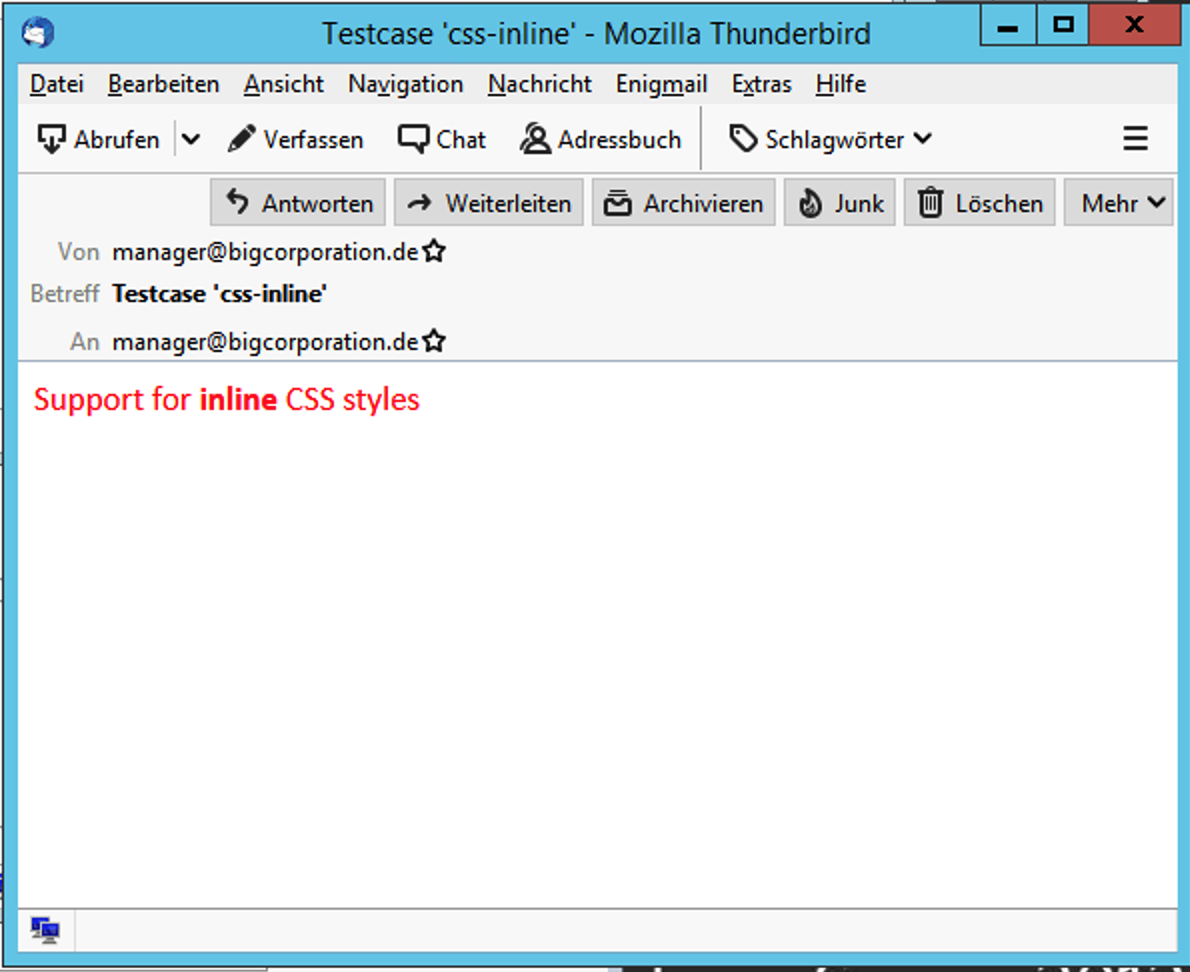 Testcase 'css-inline' - Mozilla Thunderbird
Datei Bearbeiten Ansicht Navigation Nachricht Enigmail Extras Hilfe
Abrufen Verfassen Chat Adressbuch Schlagwörter
Antworten Weiterleiten Archivieren Junk Löschen Mehr
Von manager@bigcorporation.de
Betreff Testcase 'css-inline'
An manager@bigcorporation.de
Support for inline CSS styles